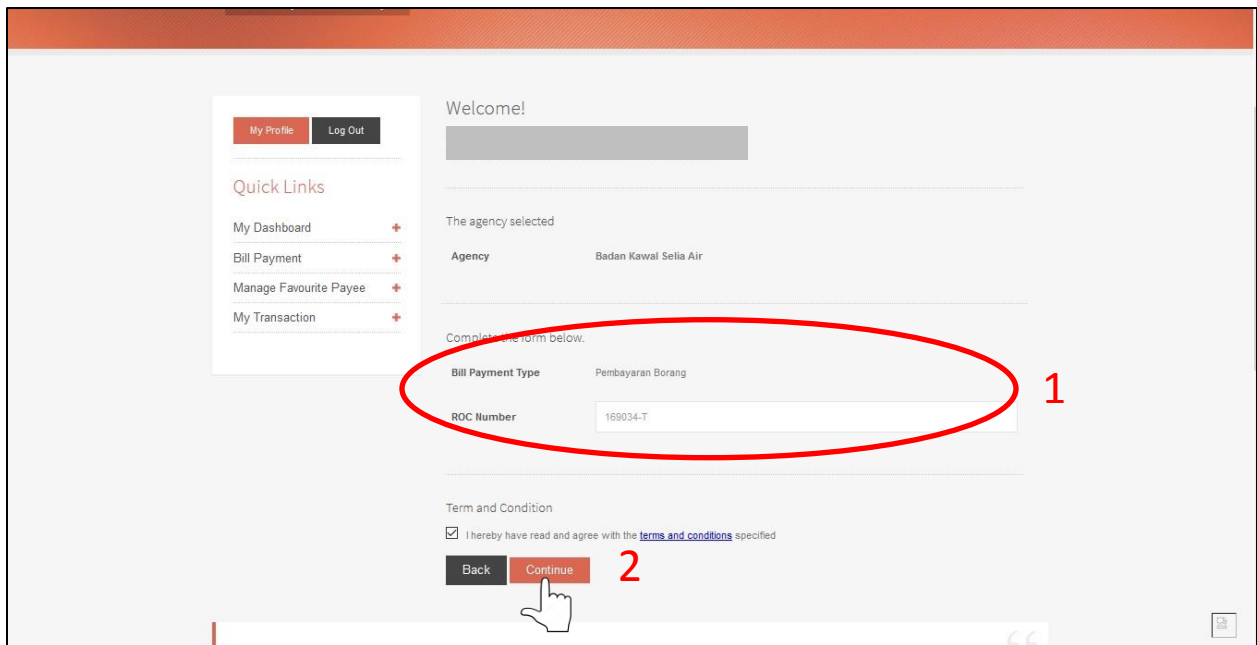 My Profile
Log Out
Quick Links
My Dashboard
Bill Payment
Manage Favourite Payee
My Transaction
Welcome!
The agency selected
Agency Badan Kawal Selia Air
Complete the form below.
Bill Payment Type Pembayaran Borang
ROC Number 169034-T
1
Term and Condition
I hereby have read and agree with the terms and conditions specified
Back Continue
2